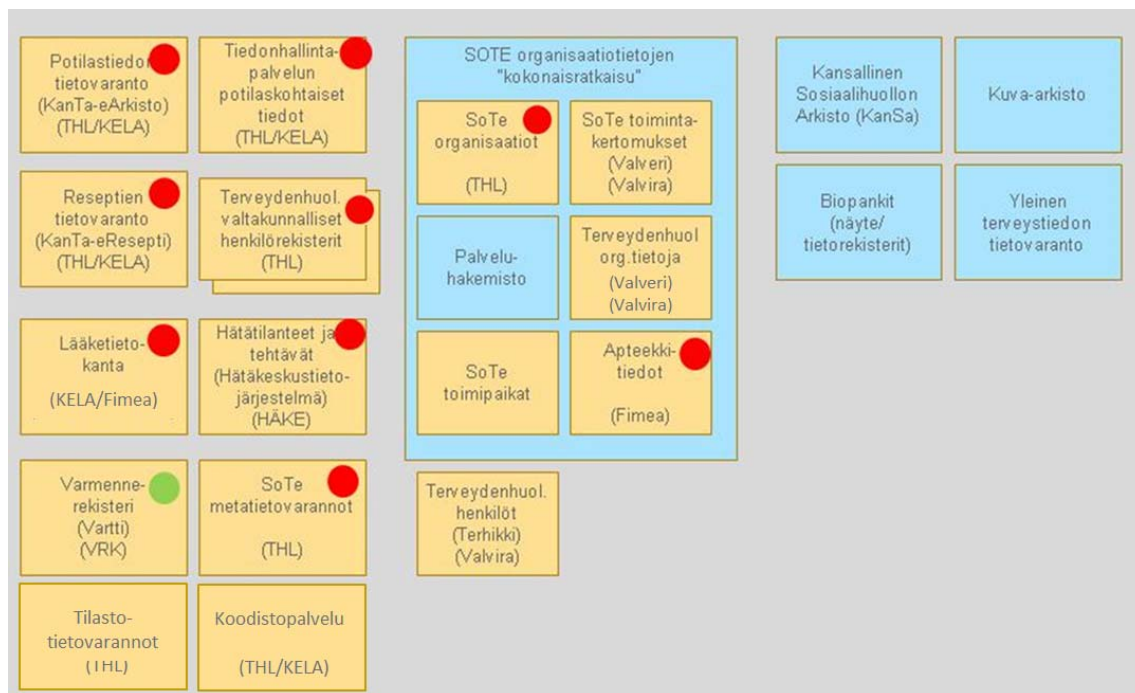 Potilastiedon
tietovaranto
(KanTa-eArkisto)
(THL/KELA)
Tiedonhallinta-
palvelun
potilaskohtaiset
tiedot
(THL/KELA)
Reseptien
tietovaranto
(KanTa-eResepti)
(THL/KELA)
Terveydenhuol.
valtakunnalliset
henkilörekisterit
(THL)
Lääketieto-
kanta
(KELA/Fimea)
Hätätilanteet ja
tehtävät
(Hätäkeskustieto-
järjestelmä)
(HÄKE)
Varmenne-
rekisteri
(Vartti)
(VRK)
SoTe
metatietovarannot
(THL)
Tilasto-
tietovarannot
(THL)
Koodistopalvelu
(THL/KELA)
SOTE organisaatiotietojen
"kokonaisratkaisu"
SoTe
organisaatiot
(THL)
SoTe toiminta-
kertomukset
(Valveri)
(Valvira)
Palvelu-
hakemisto
Terveydenhuol
org.tietoja
(Valveri)
(Valvira)
SoTe
toimipaikat
Apteekki-
tiedot
(Fimea)
Terveydenhuol.
henkilöt
(Terhikki)
(Valvira)
Kansallinen
Sosiaalihuollon
Arkisto (KanSa)
Kuva-arkisto
Biopankit
(näyte/
tietorekisterit)
Yleinen
terveystiedon
tietovaranto